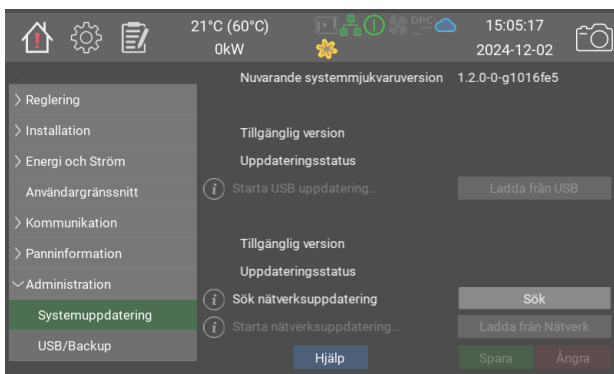 21°C (60°C)
0kW
DPC
15:05:17
2024-12-02
Nuvarande systemmjukvaruversion 1.2.0-0-g1016fe5
Reglering
Installation
Energi och Ström
Användargränssnitt
Kommunikation
Panninformation
Administration
Systemuppdatering
USB/Backup
Tillgänglig version
Uppdateringsstatus
Starta USB uppdatering... Ladda från USB
Tillgänglig version
Uppdateringsstatus
Sök nätverksuppdatering Sök
Starta nätverksuppdatering... Ladda från Nätverk
Hjälp Spara Ångra